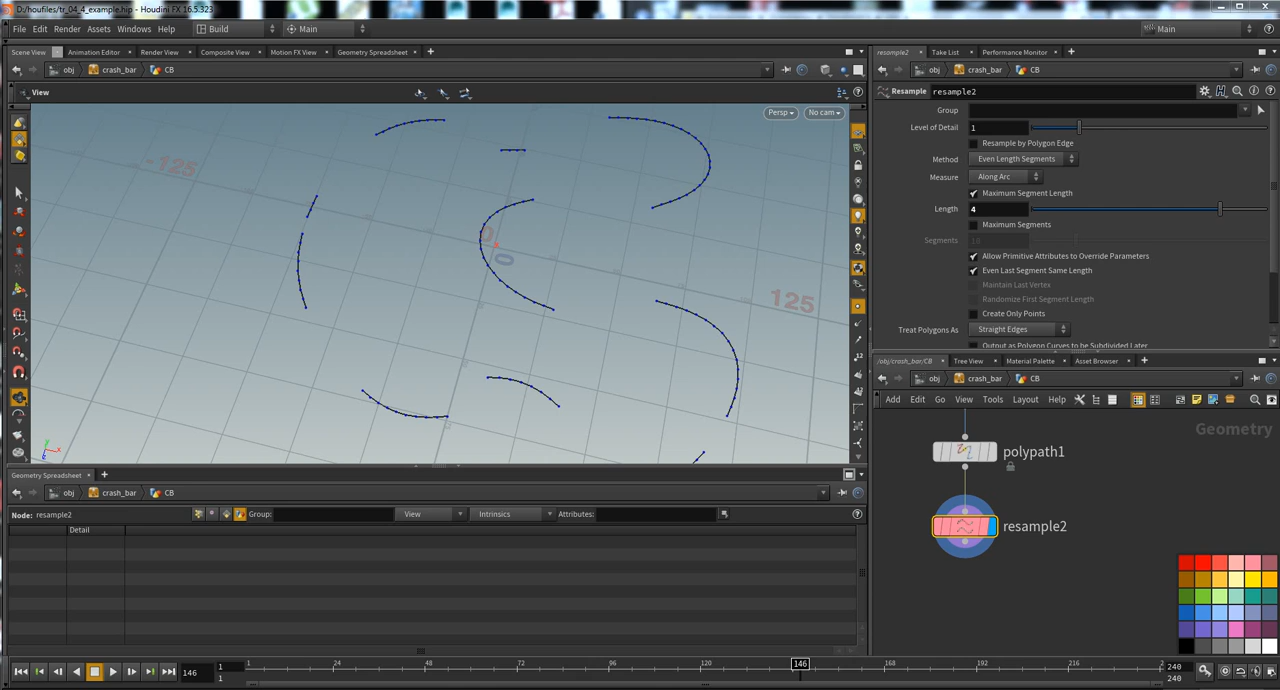 D:/houfiles/tr_04_4_example.hip - Houdini FX 16.5.323
File Edit Render Assets Windows Help Build Main Main
Scene View Animation Editor Render View Composite View Motion FX View Geometry Spreadsheet
obj crash_bar CB
View
Persp No cam
-125
0
0
125
y
x
Geometry Spreadsheet
obj crash_bar CB
Node: resample2 Group: View Intrinsics Attributes:
Detail
resample2 Take List Performance Monitor
obj crash_bar CB
Resample resample2
Group
Level of Detail 1
Resample by Polygon Edge
Method Even Length Segments
Measure Along Arc
Maximum Segment Length
Length 4
Maximum Segments
Segments 10
Allow Primitive Attributes to Override Parameters
Even Last Segment Same Length
Maintain Last Vertex
Randomize First Segment Length
Create Only Points
Treat Polygons As Straight Edges
Output as Polygon Curves to be Subdivided Later
/obj/crash_bar/CB Tree View Material Palette Asset Browser
obj crash_bar CB
Add Edit Go View Tools Layout Help
Geometry
polypath1
resample2
146 1 1 24 48 72 96 120 146 168 192 216 240
1 240